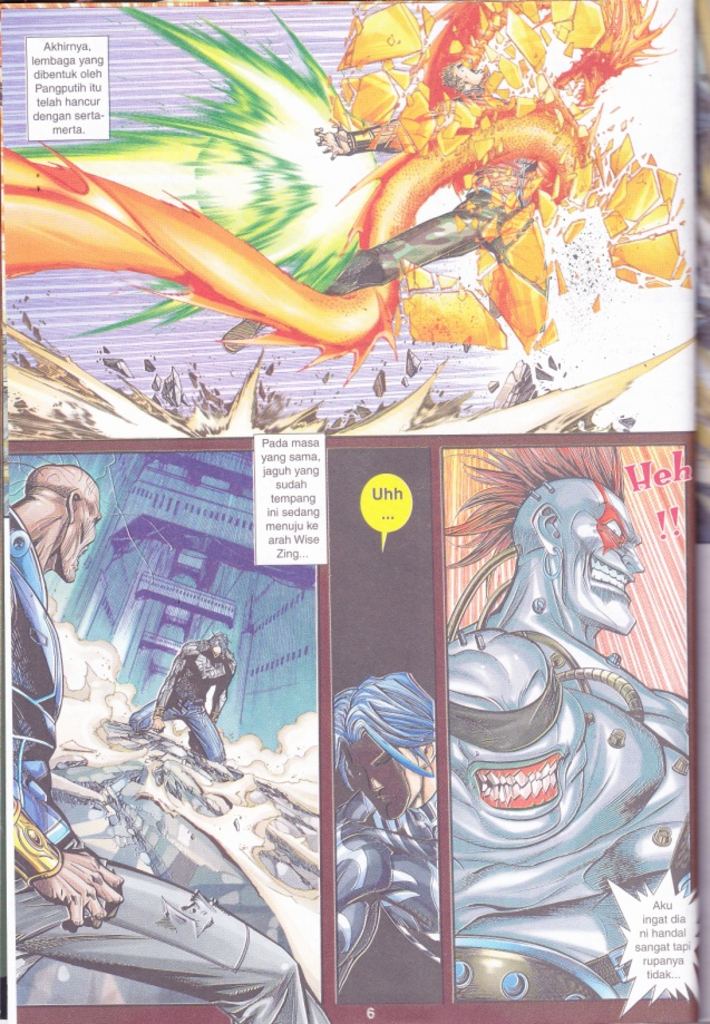 Akhirnya,
lembaga yang
dibentuk oleh
Pangputih itu
telah hancur
dengan serta-
merta.
Pada masa
yang sama,
jaguh yang
sudah
tempang
ini sedang
menuju ke
arah Wise
Zing...
Uhh
...
Heh
!!
Aku
ingat dia
ni handal
sangat tapi
rupanya
tidak...
6